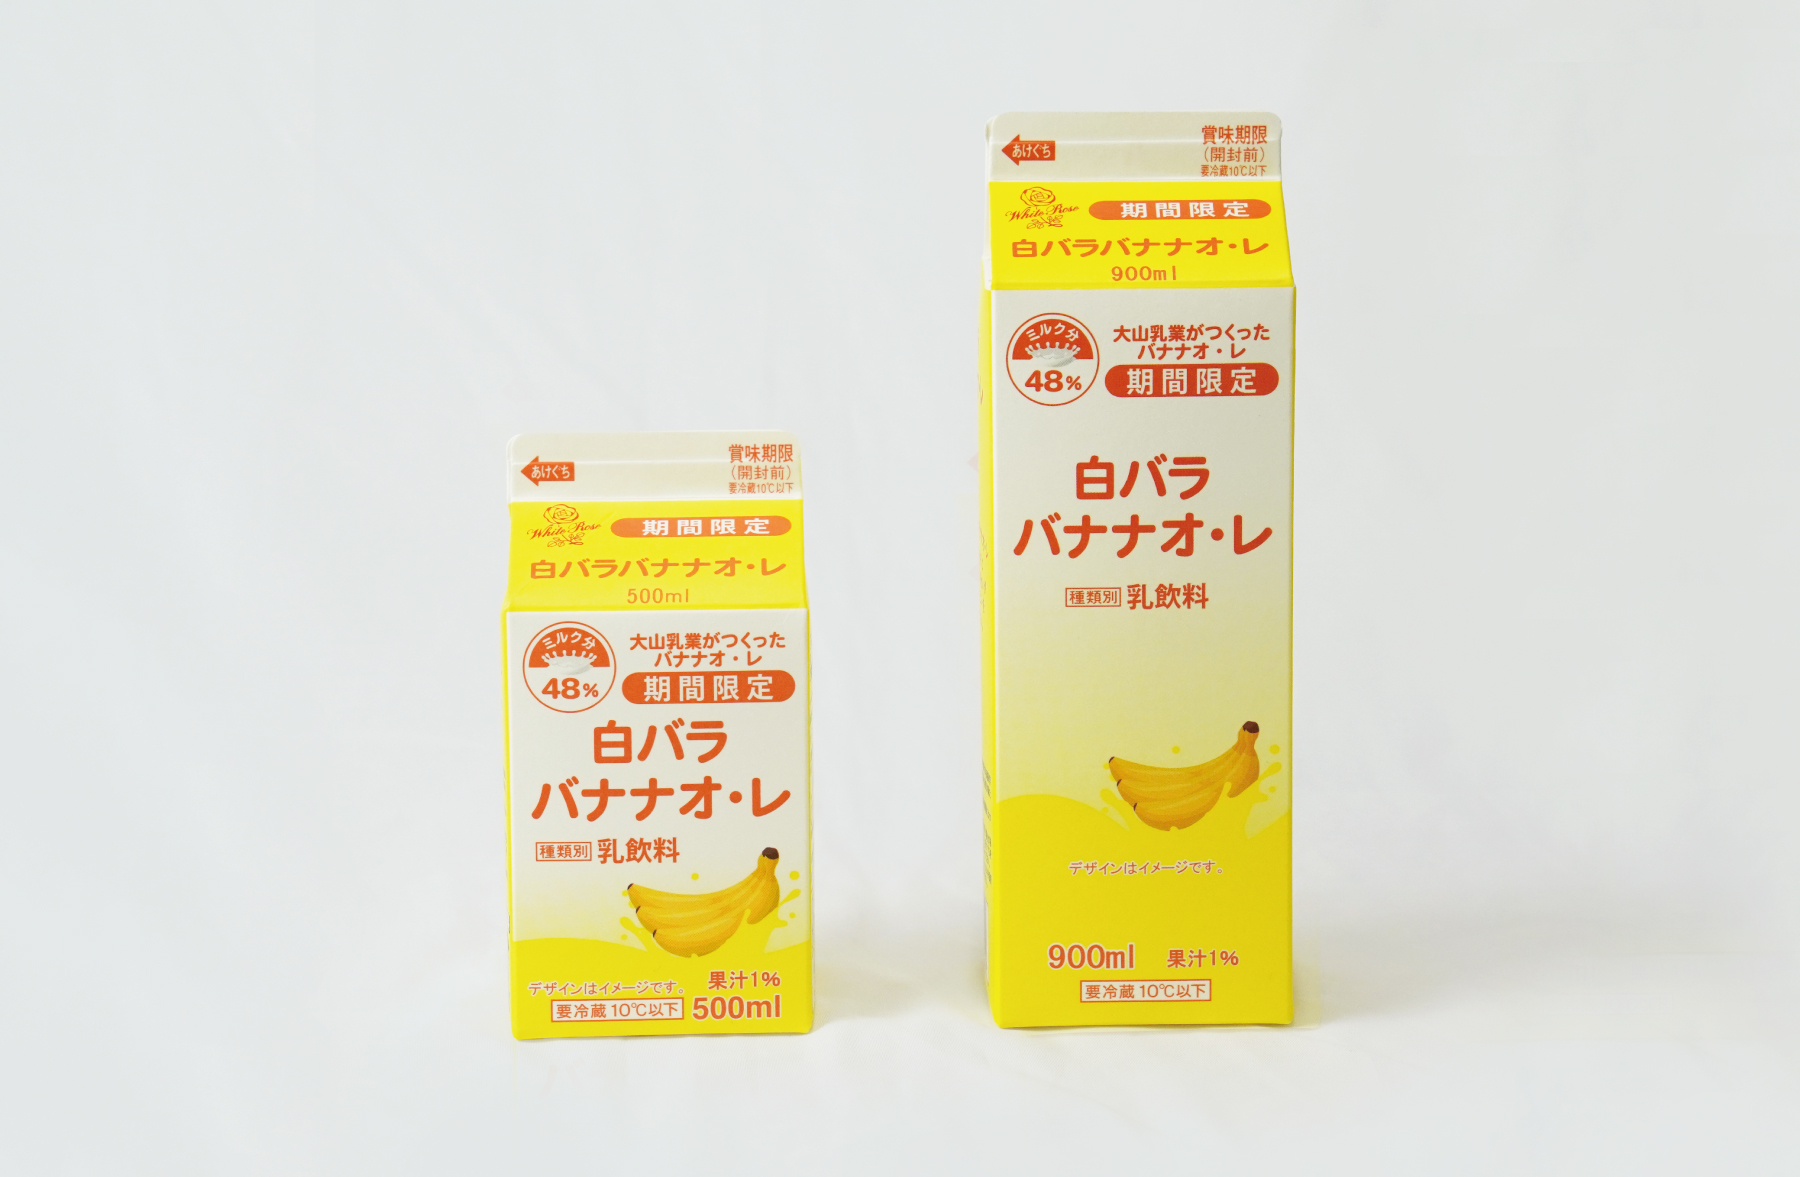 あけぐち
賞味期限
(開封前)
要冷蔵10℃以下
White Rose
期間限定
白バラバナナオ・レ
500ml
ミルク分
48%
大山乳業がつくった
バナナオ・レ
期間限定
白バラ
バナナオ・レ
種類別 乳飲料
果汁1%
デザインはイメージです。
要冷蔵10℃以下 500ml
あけぐち
賞味期限
(開封前)
要冷蔵10℃以下
White Rose
期間限定
白バラバナナオ・レ
900ml
ミルク分
48%
大山乳業がつくった
バナナオ・レ
期間限定
白バラ
バナナオ・レ
種類別 乳飲料
デザインはイメージです。
900ml 果汁1%
要冷蔵10℃以下